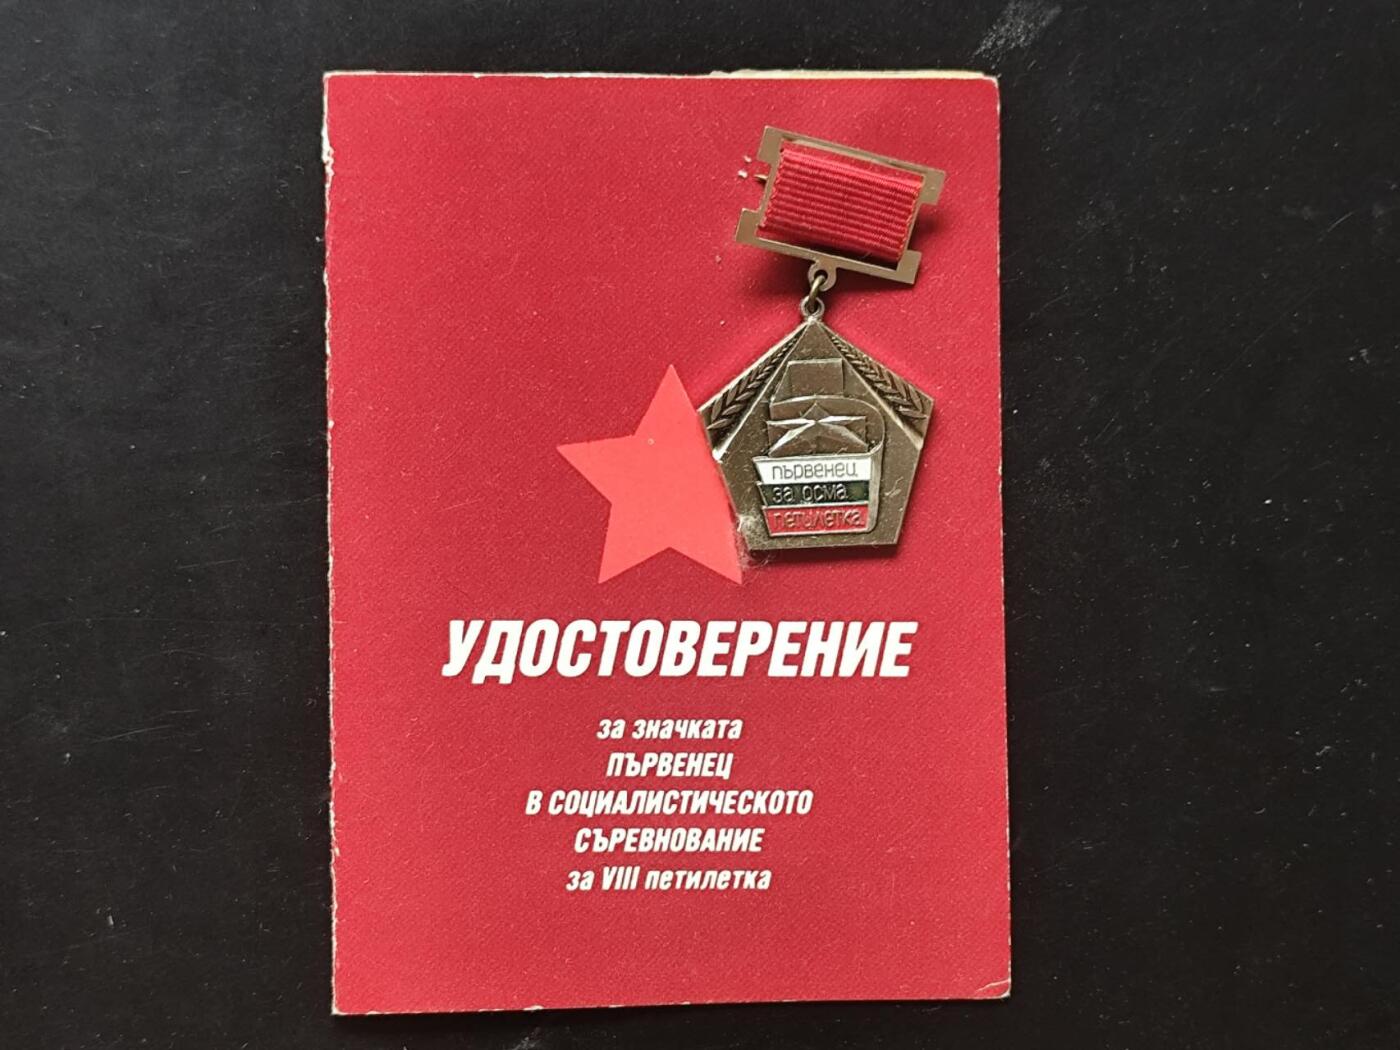 първенец
за осма
петилетка
УДОСТОВЕРЕНИЕ
за значката
ПЪРВЕНЕЦ
В СОЦИАЛИСТИЧЕСКОТО
СЪРЕВНОВАНИЕ
за VIII петилетка